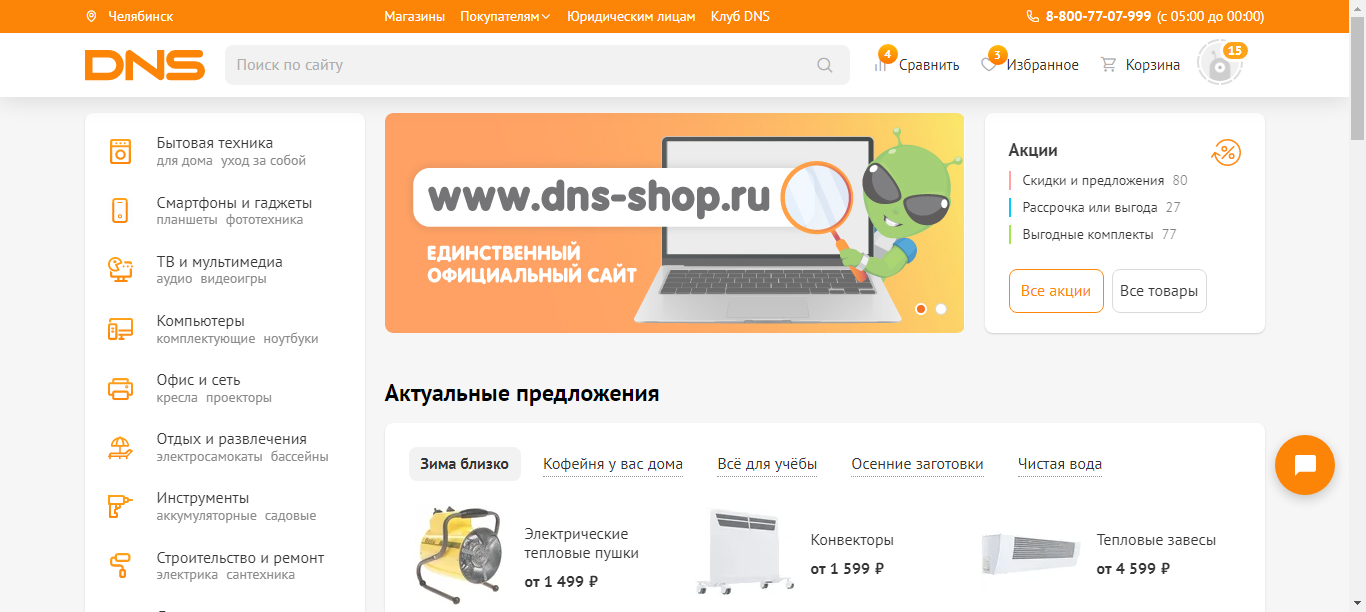 Челябинск
Магазины
Покупателям
Юридическим лицам
Клуб DNS
8-800-77-07-999 (с 05:00 до 00:00)
DNS
Поиск по сайту
4
Сравнить
3
Избранное
Корзина
15
Бытовая техника
для дома уход за собой
Смартфоны и гаджеты
планшеты фототехника
ТВ и мультимедиа
аудио видеоигры
Компьютеры
комплектующие ноутбуки
Офис и сеть
кресла проекторы
Отдых и развлечения
электросамокаты бассейны
Инструменты
аккумуляторные садовые
Строительство и ремонт
электрика сантехника
www.dns-shop.ru
ЕДИНСТВЕННЫЙ
ОФИЦИАЛЬНЫЙ САЙТ
Акции
Скидки и предложения 80
Рассрочка или выгода 27
Выгодные комплекты 77
Все акции
Все товары
Актуальные предложения
Зима близко
Кофейня у вас дома
Всё для учёбы
Осенние заготовки
Чистая вода
Электрические
тепловые пушки
от 1 499 ₽
Конвекторы
от 1 599 ₽
Тепловые завесы
от 4 599 ₽